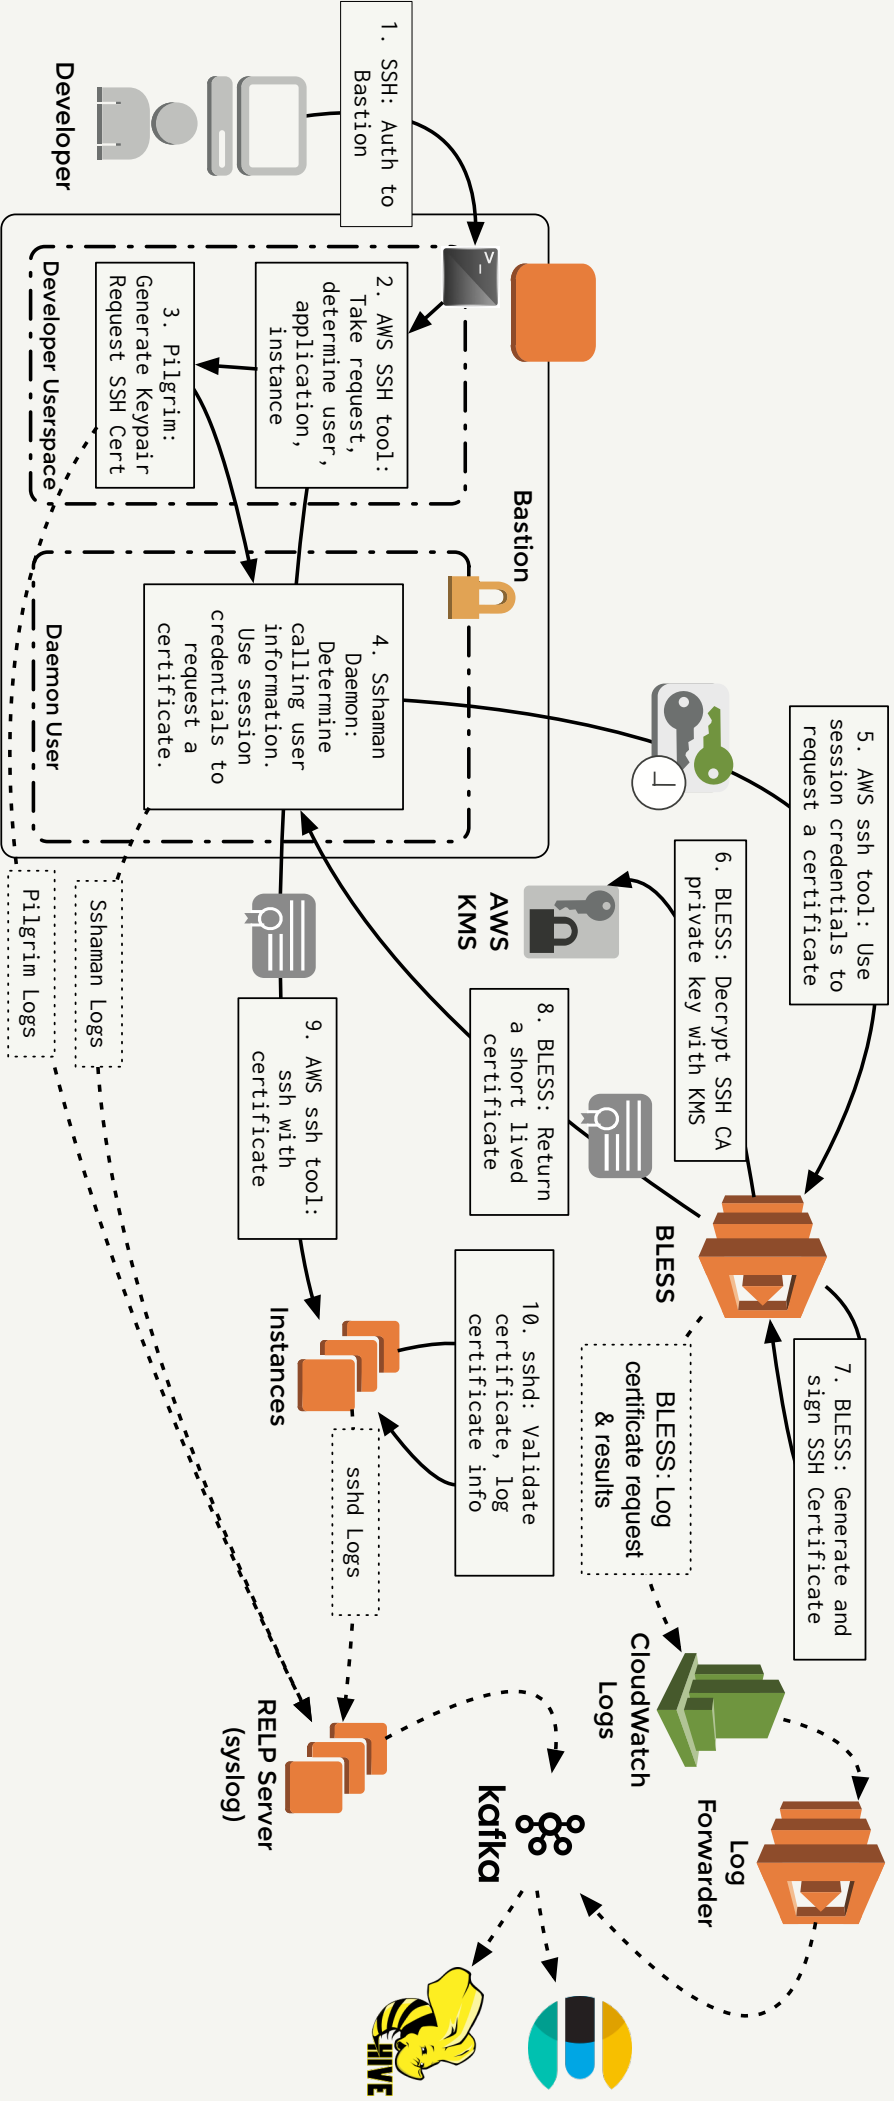 1. SSH: Auth to
Bastion
Developer
2. AWS SSH tool:
Take request,
determine user,
application,
instance
3. Pilgrim:
Generate Keypair
Request SSH Cert
Developer Userspace
Bastion
4. Sshaman
Daemon:
Determine
calling user
information.
Use session
credentials to
request a
certificate.
Daemon User
5. AWS ssh tool: Use
session credentials to
request a certificate
6. BLESS: Decrypt SSH CA
private key with KMS
AWS
KMS
BLESS
7. BLESS: Generate and
sign SSH Certificate
8. BLESS: Return
a short lived
certificate
9. AWS ssh tool:
ssh with
certificate
Instances
10. sshd: Validate
certificate, log
certificate info
BLESS: Log
certificate request
& results
sshd Logs
Sshaman Logs
Pilgrim Logs
CloudWatch
Logs
Log
Forwarder
RELP Server
(syslog)
kafka
HIVE